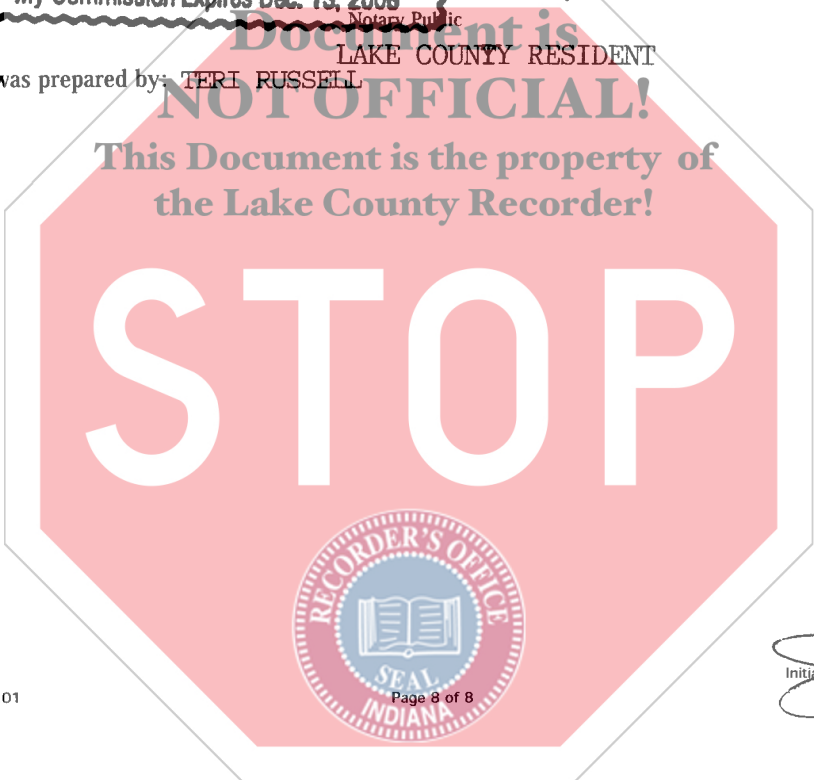 My Commission Expires Dec. 13, 2006
Notary Public
Document is
LAKE COUNTY RESIDENT
was prepared by: TERI RUSSELL
NOT OFFICIAL!
This Document is the property of
the Lake County Recorder!
STOP
RECORDER'S OFFICE
SEAL
INDIANA
01
Page 8 of 8